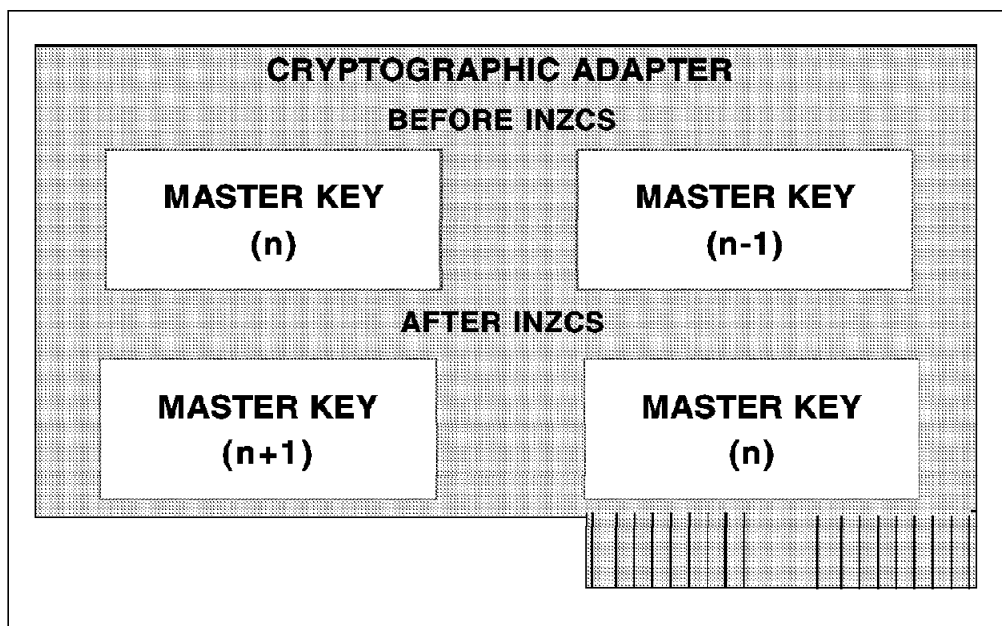 CRYPTOGRAPHIC ADAPTER
BEFORE INZCS
MASTER KEY
(n)
MASTER KEY
(n-1)
AFTER INZCS
MASTER KEY
(n+1)
MASTER KEY
(n)